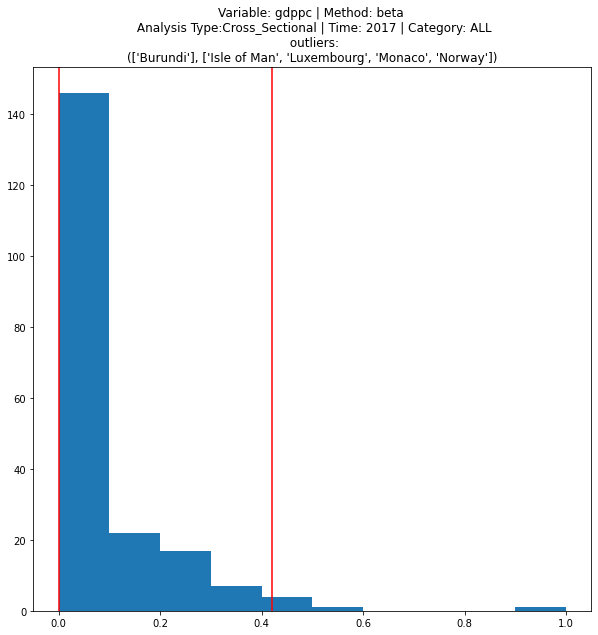 Variable: gdppc | Method: beta
Analysis Type:Cross_Sectional | Time: 2017 | Category: ALL
outliers:
(['Burundi'], ['Isle of Man', 'Luxembourg', 'Monaco', 'Norway'])
140
120
100
80
60
40
20
0
0.0 0.2 0.4 0.6 0.8 1.0